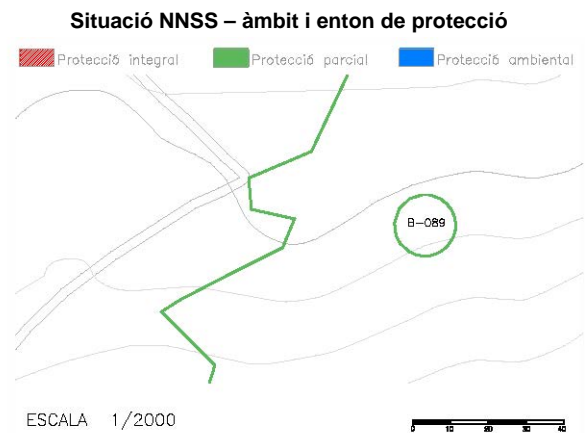 Situació NNSS – àmbit i enton de protecció
Protecció integral Protecció parcial Protecció ambiental
B-089
ESCALA 1/2000
0 10 20 30 40